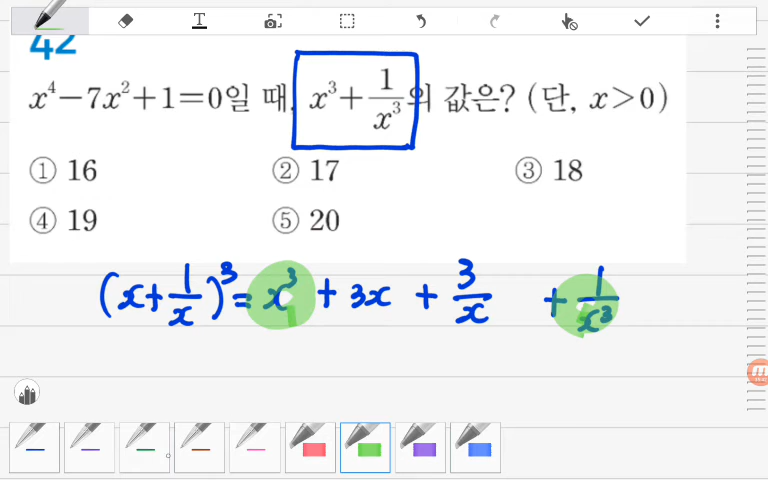 42
x⁴−7x²+1=0일 때, x³+1/x³의 값은? (단, x>0)
① 16 ② 17 ③ 18
④ 19 ⑤ 20
(x+1/x)³= x³ + 3x + 3/x + 1/x³